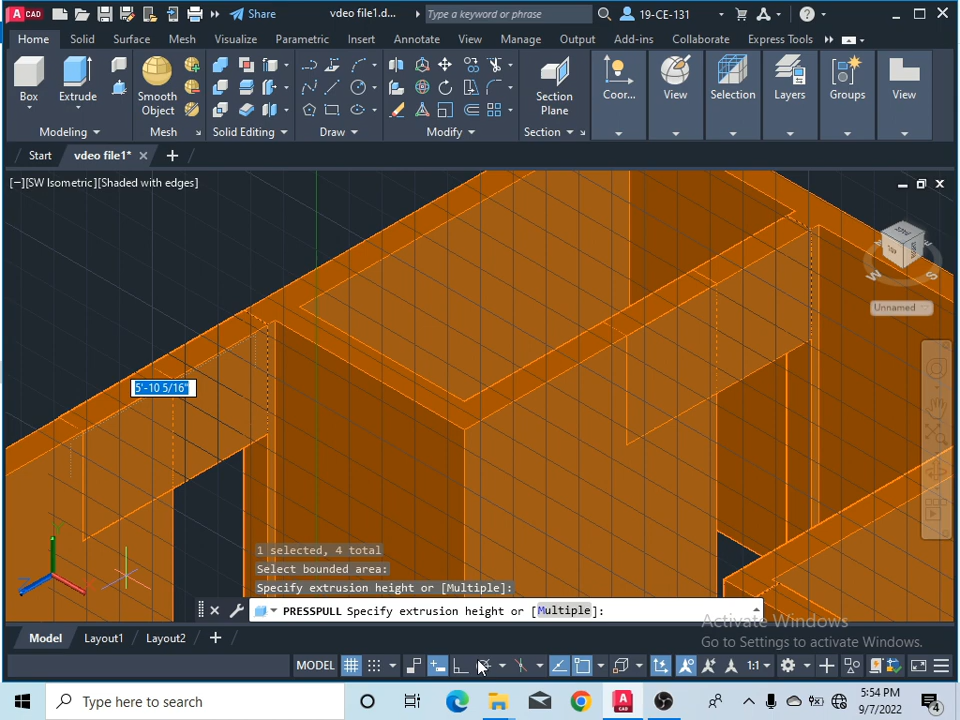 CAD Share vdeo file1.d... Type a keyword or phrase 19-CE-131
Home Solid Surface Mesh Visualize Parametric Insert Annotate View Manage Output Add-ins Collaborate Express Tools
Box Extrude Smooth Object Section Plane Coor... View Selection Layers Groups View
Modeling Mesh Solid Editing Draw Modify Section
Start vdeo file1*
[−][SW Isometric][Shaded with edges]
W S
Unnamed
5'-10 5/16"
1 selected, 4 total
Select bounded area:
Specify extrusion height or [Multiple]:
PRESSPULL Specify extrusion height or [Multiple]:
Activate Windows
Go to Settings to activate Windows.
Model Layout1 Layout2
MODEL 1:1
Type here to search
5:54 PM
9/7/2022
4